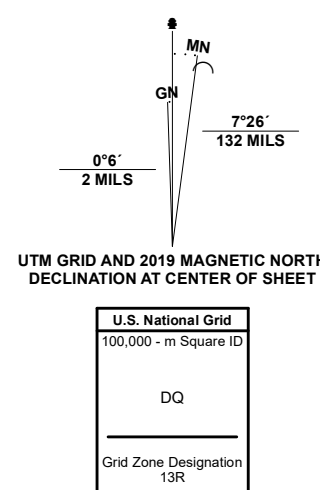 MN
GN
7°26´
132 MILS
0°6´
2 MILS
UTM GRID AND 2019 MAGNETIC NORTH
DECLINATION AT CENTER OF SHEET
U.S. National Grid
100,000 - m Square ID
DQ
Grid Zone Designation
13R